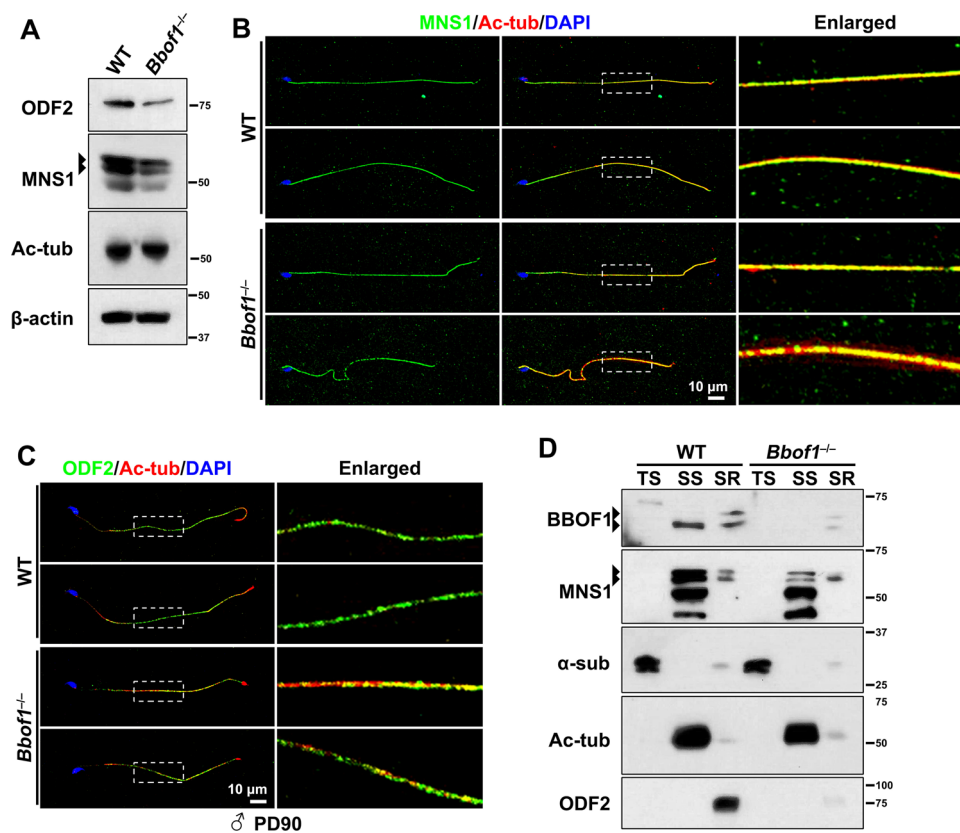 A
WT
Bbof1–/–
ODF2
75
MNS1
50
Ac-tub
50
β-actin
50
37
B
MNS1/Ac-tub/DAPI
Enlarged
WT
Bbof1–/–
10 μm
C
ODF2/Ac-tub/DAPI
Enlarged
WT
Bbof1–/–
10 μm
♂ PD90
D
WT
Bbof1–/–
TS SS SR TS SS SR
BBOF1
75
50
MNS1
75
50
α-sub
37
25
Ac-tub
75
50
ODF2
100
75